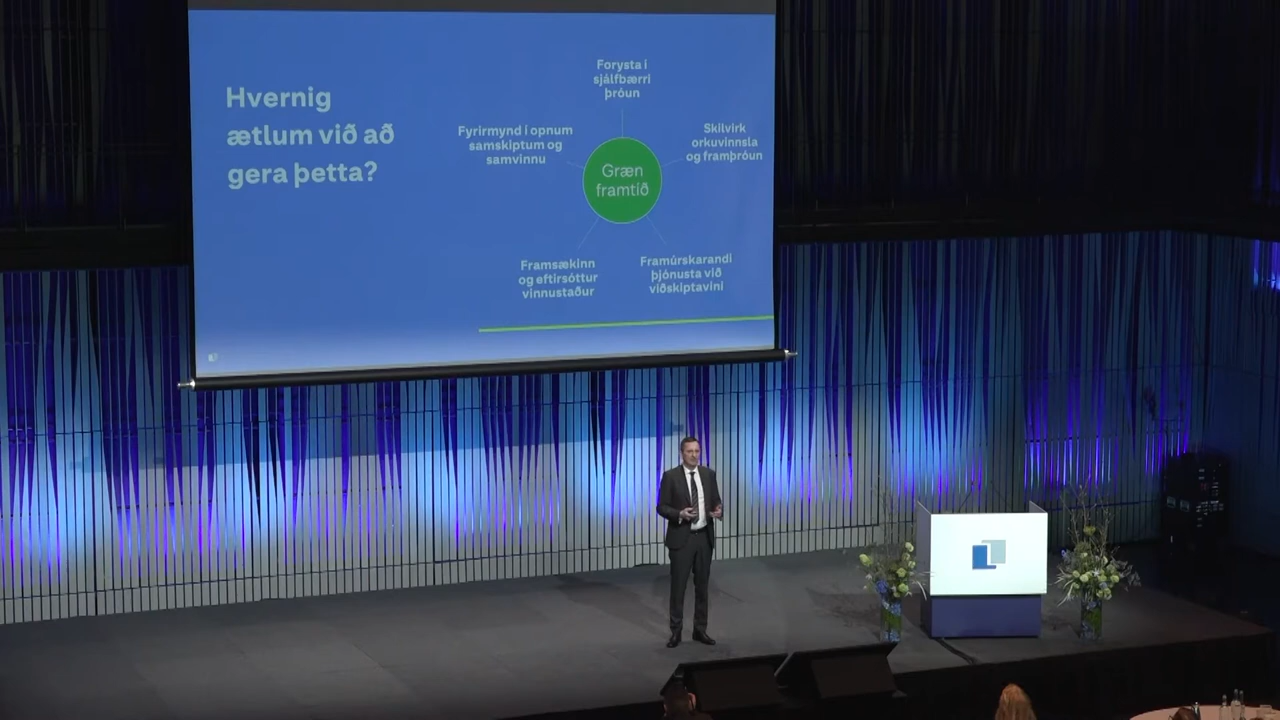 Hvernig
ætlum við að
gera þetta?
Forysta í
sjálfbærri
þróun
Fyrirmynd í opnum
samskiptum og
samvinnu
Skilvirk
orkuvinnsla
og framþróun
Græn
framtíð
Framsækinn
og eftirsóttur
vinnustaður
Framúrskarandi
þjónusta við
viðskiptavini